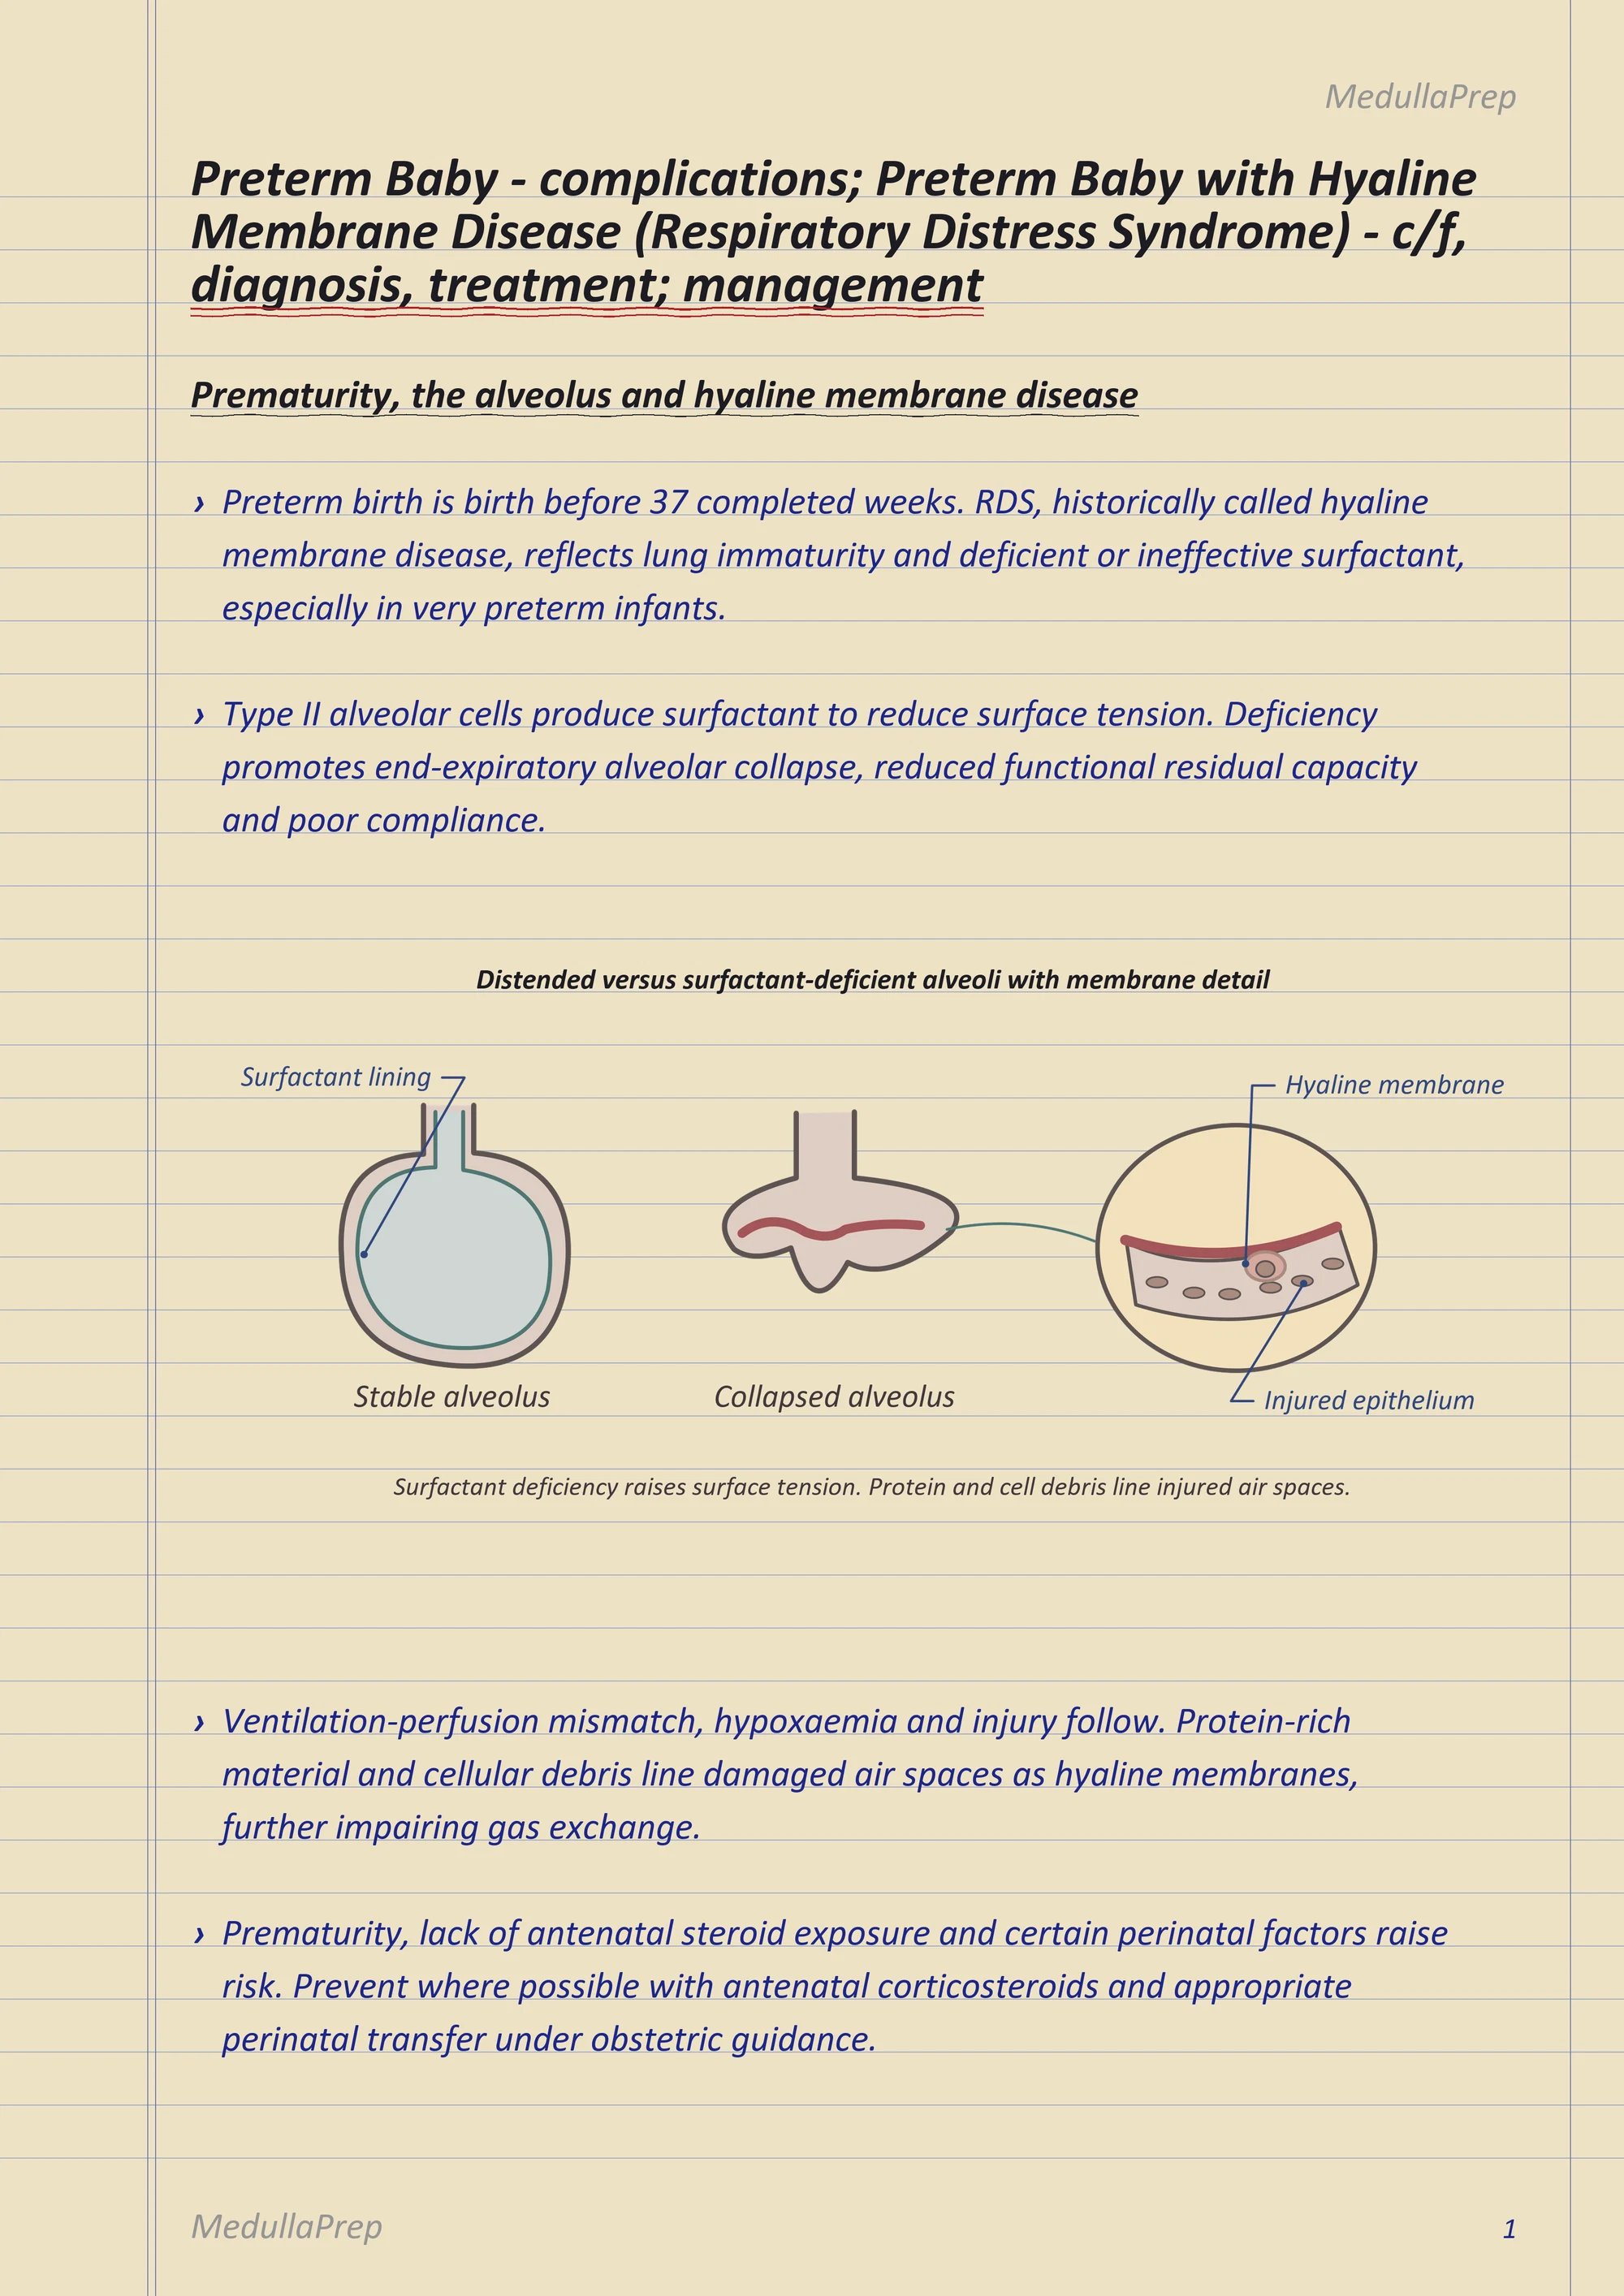 MedullaPrep
Preterm Baby - complications; Preterm Baby with Hyaline
Membrane Disease (Respiratory Distress Syndrome) - c/f,
diagnosis, treatment; management
Prematurity, the alveolus and hyaline membrane disease
› Preterm birth is birth before 37 completed weeks. RDS, historically called hyaline
membrane disease, reflects lung immaturity and deficient or ineffective surfactant,
especially in very preterm infants.
› Type II alveolar cells produce surfactant to reduce surface tension. Deficiency
promotes end-expiratory alveolar collapse, reduced functional residual capacity
and poor compliance.
Distended versus surfactant-deficient alveoli with membrane detail
Surfactant lining
Hyaline membrane
Stable alveolus
Collapsed alveolus
Injured epithelium
Surfactant deficiency raises surface tension. Protein and cell debris line injured air spaces.
› Ventilation-perfusion mismatch, hypoxaemia and injury follow. Protein-rich
material and cellular debris line damaged air spaces as hyaline membranes,
further impairing gas exchange.
› Prematurity, lack of antenatal steroid exposure and certain perinatal factors raise
risk. Prevent where possible with antenatal corticosteroids and appropriate
perinatal transfer under obstetric guidance.
MedullaPrep
1